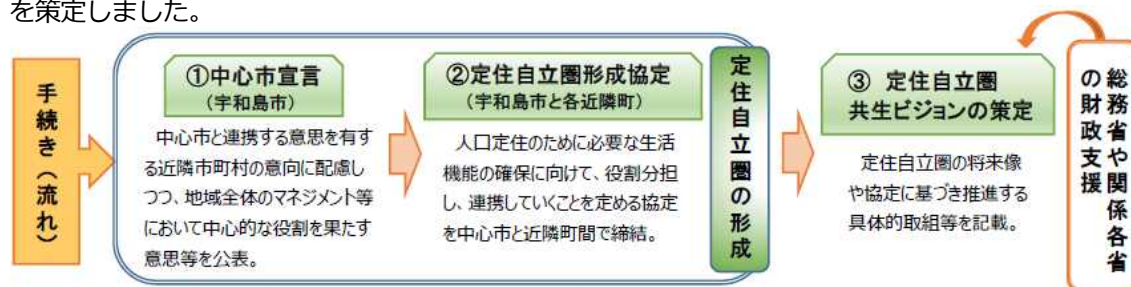 を策定しました。
手続き（流れ）
①中心市宣言
（宇和島市）
中心市と連携する意思を有す
る近隣市町村の意向に配慮し
つつ、地域全体のマネジメント等
において中心的な役割を果たす
意思等を公表。
②定住自立圏形成協定
（宇和島市と各近隣町）
人口定住のために必要な生活
機能の確保に向けて、役割分担
し、連携していくことを定める協定
を中心市と近隣町間で締結。
定住自立圏の形成
③ 定住自立圏
共生ビジョンの策定
定住自立圏の将来像
や協定に基づき推進する
具体的取組等を記載。
総務省や関係各省
の財政支援